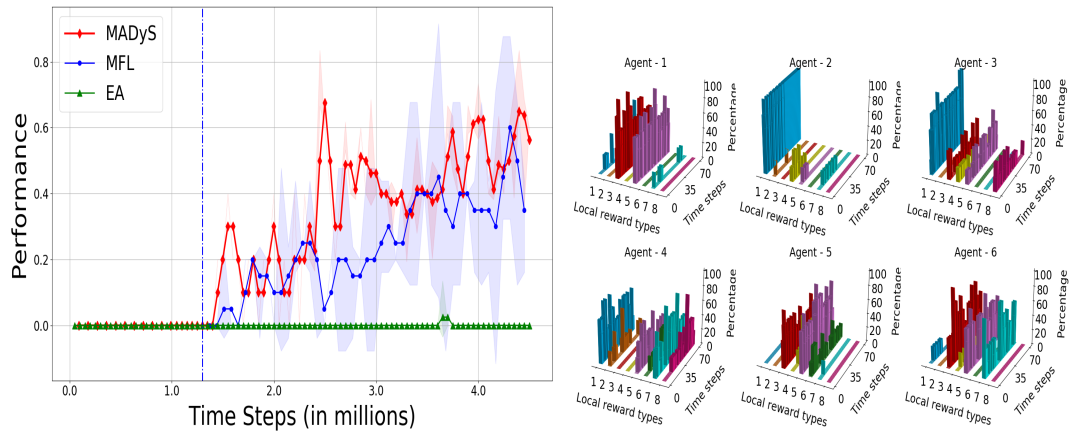 MADyS
MFL
EA
Performance
0.8
0.6
0.4
0.2
0.0
0.0 1.0 2.0 3.0 4.0
Time Steps (in millions)
Agent - 1
100
80
60
40
20
0
Percentage
1 2 3 4 5 6 7 8
Local reward types
0
35
70
Time steps
Agent - 2
100
80
60
40
20
0
Percentage
1 2 3 4 5 6 7 8
Local reward types
0
35
70
Time steps
Agent - 3
100
80
60
40
20
0
Percentage
1 2 3 4 5 6 7 8
Local reward types
0
35
70
Time steps
Agent - 4
100
80
60
40
20
0
Percentage
1 2 3 4 5 6 7 8
Local reward types
0
35
70
Time steps
Agent - 5
100
80
60
40
20
0
Percentage
1 2 3 4 5 6 7 8
Local reward types
0
35
70
Time steps
Agent - 6
100
80
60
40
20
0
Percentage
1 2 3 4 5 6 7 8
Local reward types
0
35
70
Time steps